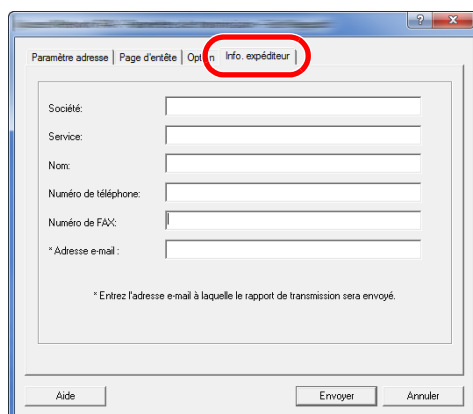 Paramètre adresse Page d'entête Option Info. expéditeur
Société:
Service:
Nom:
Numéro de téléphone:
Numéro de FAX:
* Adresse e-mail :
* Entrez l'adresse e-mail à laquelle le rapport de transmission sera envoyé.
Aide Envoyer Annuler